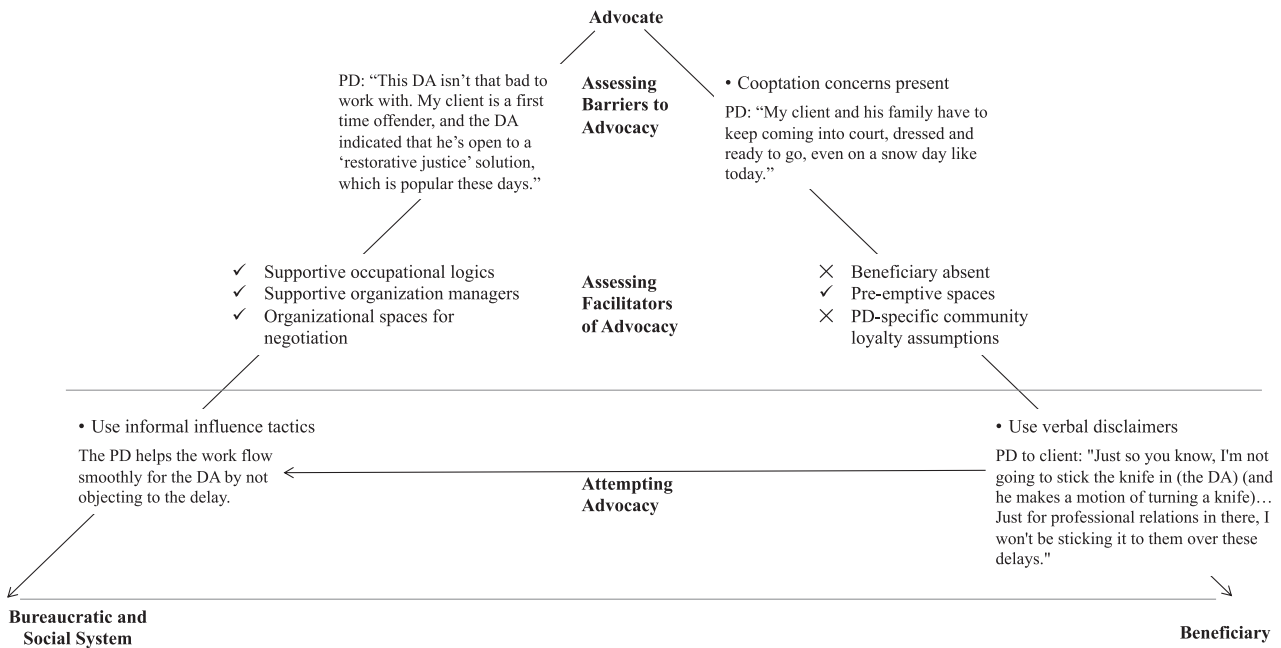 Advocate
PD: “This DA isn’t that bad to
work with. My client is a first
time offender, and the DA
indicated that he’s open to a
‘restorative justice’ solution,
which is popular these days.”
Assessing
Barriers to
Advocacy
• Cooptation concerns present
PD: “My client and his family have to
keep coming into court, dressed and
ready to go, even on a snow day like
today.”
✓ Supportive occupational logics
✓ Supportive organization managers
✓ Organizational spaces for
negotiation
Assessing
Facilitators
of Advocacy
✕ Beneficiary absent
✓ Pre-emptive spaces
✕ PD-specific community
loyalty assumptions
• Use informal influence tactics
The PD helps the work flow
smoothly for the DA by not
objecting to the delay.
Attempting
Advocacy
• Use verbal disclaimers
PD to client: "Just so you know, I'm not
going to stick the knife in (the DA) (and
he makes a motion of turning a knife)…
Just for professional relations in there, I
won't be sticking it to them over these
delays."
Bureaucratic and
Social System
Beneficiary